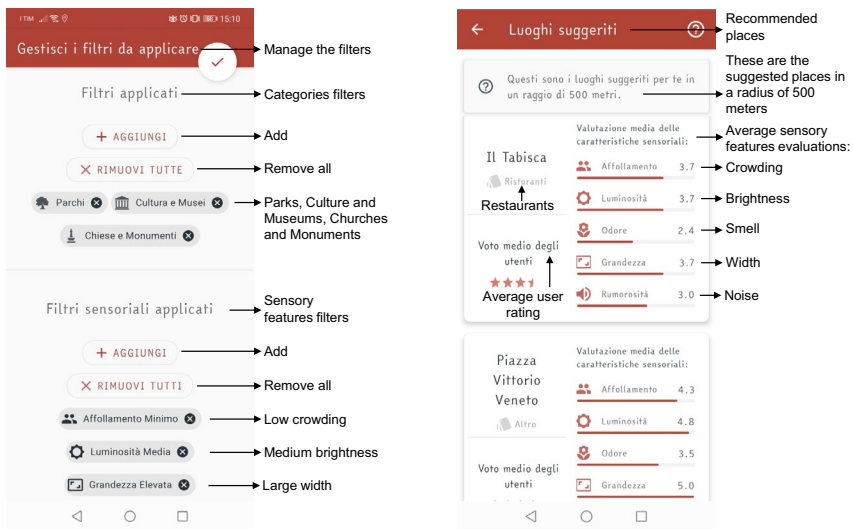 ITIM 15:10
Gestisci i filtri da applicare
Manage the filters
Filtri applicati
Categories filters
+ AGGIUNGI
Add
× RIMUOVI TUTTE
Remove all
Parchi
Cultura e Musei
Chiese e Monumenti
Parks, Culture and
Museums, Churches
and Monuments
Filtri sensoriali applicati
Sensory
features filters
+ AGGIUNGI
Add
× RIMUOVI TUTTI
Remove all
Affollamento Minimo
Low crowding
Luminosità Media
Medium brightness
Grandezza Elevata
Large width
Luoghi suggeriti
Recommended
places
Questi sono i luoghi suggeriti per te in
un raggio di 500 metri.
These are the
suggested places in
a radius of 500
meters
Il Tabisca
Ristoranti
Restaurants
Voto medio degli
utenti
Average user
rating
Valutazione media delle
caratteristiche sensoriali:
Average sensory
features evaluations:
Affollamento 3.7
Crowding
Luminosità 3.7
Brightness
Odore 2.4
Smell
Grandezza 3.7
Width
Rumorosità 3.0
Noise
Piazza
Vittorio
Veneto
Altro
Voto medio degli
utenti
Valutazione media delle
caratteristiche sensoriali:
Affollamento 4.3
Luminosità 4.8
Odore 3.5
Grandezza 5.0